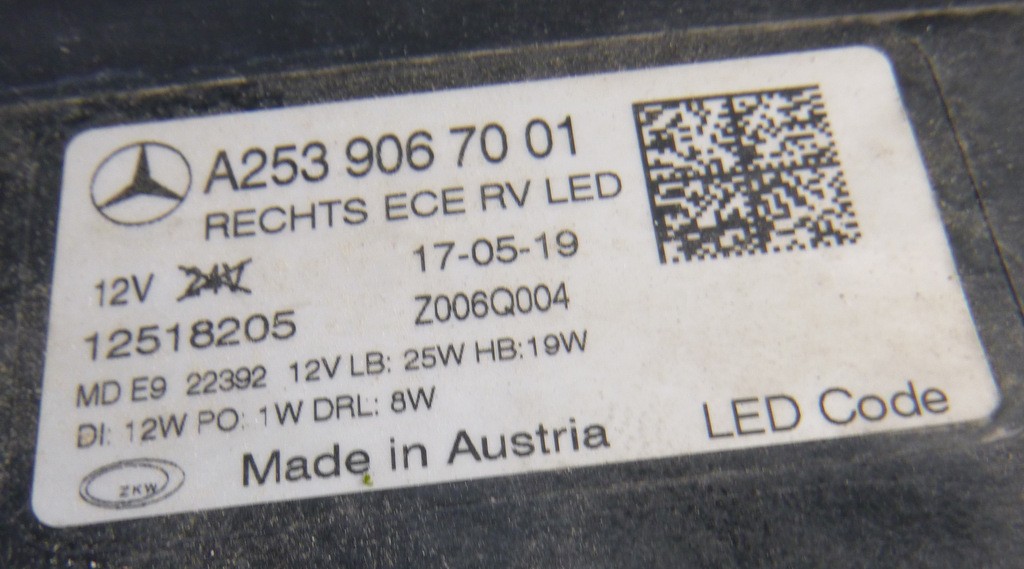 A253 906 70 01
RECHTS ECE RV LED
12V 24V 17-05-19
12518205 Z006Q004
MD E9 22392 12V LB: 25W HB:19W
DI: 12W PO: 1W DRL: 8W
ZKW Made in Austria LED Code